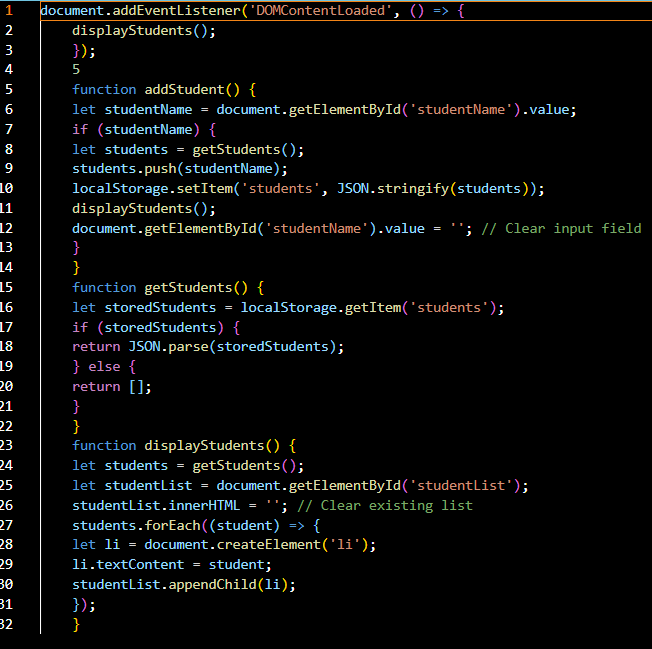 1 document.addEventListener('DOMContentLoaded', () => {
2 displayStudents();
3 });
4 5
5 function addStudent() {
6 let studentName = document.getElementById('studentName').value;
7 if (studentName) {
8 let students = getStudents();
9 students.push(studentName);
10 localStorage.setItem('students', JSON.stringify(students));
11 displayStudents();
12 document.getElementById('studentName').value = ''; // Clear input field
13 }
14 }
15 function getStudents() {
16 let storedStudents = localStorage.getItem('students');
17 if (storedStudents) {
18 return JSON.parse(storedStudents);
19 } else {
20 return [];
21 }
22 }
23 function displayStudents() {
24 let students = getStudents();
25 let studentList = document.getElementById('studentList');
26 studentList.innerHTML = ''; // Clear existing list
27 students.forEach((student) => {
28 let li = document.createElement('li');
29 li.textContent = student;
30 studentList.appendChild(li);
31 });
32 }